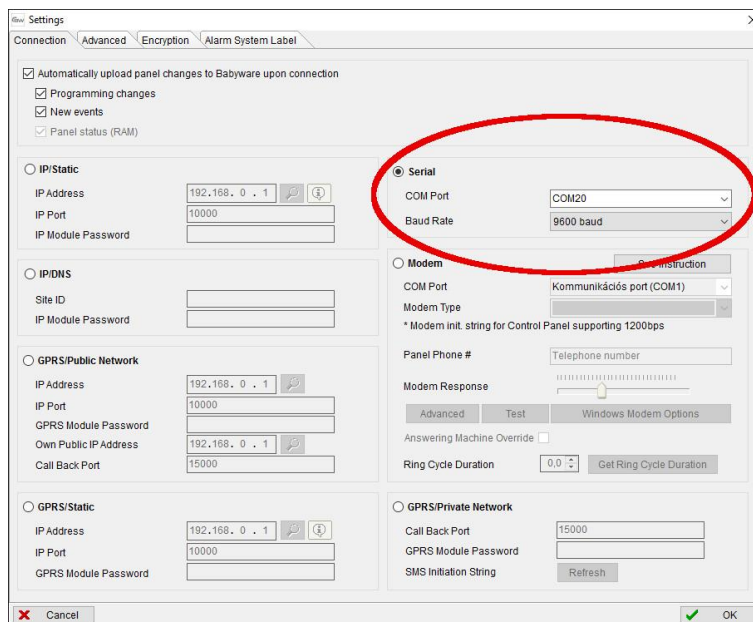 Settings
Connection Advanced Encryption Alarm System Label
Automatically upload panel changes to Babyware upon connection
Programming changes
New events
Panel status (RAM)
IP/Static
IP Address 192.168. 0 . 1
IP Port 10000
IP Module Password
IP/DNS
Site ID
IP Module Password
GPRS/Public Network
IP Address 192.168. 0 . 1
IP Port 10000
GPRS Module Password
Own Public IP Address 192.168. 0 . 1
Call Back Port 15000
GPRS/Static
IP Address 192.168. 0 . 1
IP Port 10000
GPRS Module Password
Serial
COM Port COM20
Baud Rate 9600 baud
Modem
COM Port Kommunikációs port (COM1)
Modem Type
* Modem init. string for Control Panel supporting 1200bps
Panel Phone # Telephone number
Modem Response
Advanced Test Windows Modem Options
Answering Machine Override
Ring Cycle Duration 0,0 Get Ring Cycle Duration
GPRS/Private Network
Call Back Port 15000
GPRS Module Password
SMS Initiation String Refresh
Cancel OK